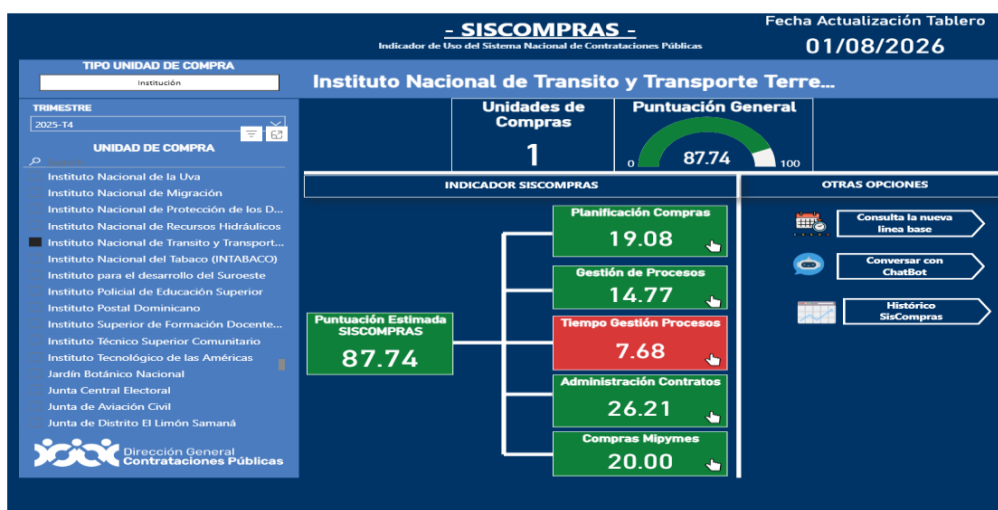 - SISCOMPRAS -
Indicador de Uso del Sistema Nacional de Contrataciones Públicas
Fecha Actualización Tablero
01/08/2026
TIPO UNIDAD DE COMPRA
Institución
Instituto Nacional de Transito y Transporte Terre...
TRIMESTRE
2025-T4
UNIDAD DE COMPRA
Instituto Nacional de la Uva
Instituto Nacional de Migración
Instituto Nacional de Protección de los D...
Instituto Nacional de Recursos Hidráulicos
Instituto Nacional de Transito y Transport...
Instituto Nacional del Tabaco (INTABACO)
Instituto para el desarrollo del Suroeste
Instituto Policial de Educación Superior
Instituto Postal Dominicano
Instituto Superior de Formación Docente...
Instituto Técnico Superior Comunitario
Instituto Tecnológico de las Américas
Jardín Botánico Nacional
Junta Central Electoral
Junta de Aviación Civil
Junta de Distrito El Limón Samaná
Dirección General
Contrataciones Públicas
Unidades de
Compras
1
Puntuación General
0
87.74
100
INDICADOR SISCOMPRAS
Puntuación Estimada
SISCOMPRAS
87.74
Planificación Compras
19.08
Gestión de Procesos
14.77
Tiempo Gestión Procesos
7.68
Administración Contratos
26.21
Compras Mipymes
20.00
OTRAS OPCIONES
Consulta la nueva
linea base
Conversar con
ChatBot
Histórico
SisCompras